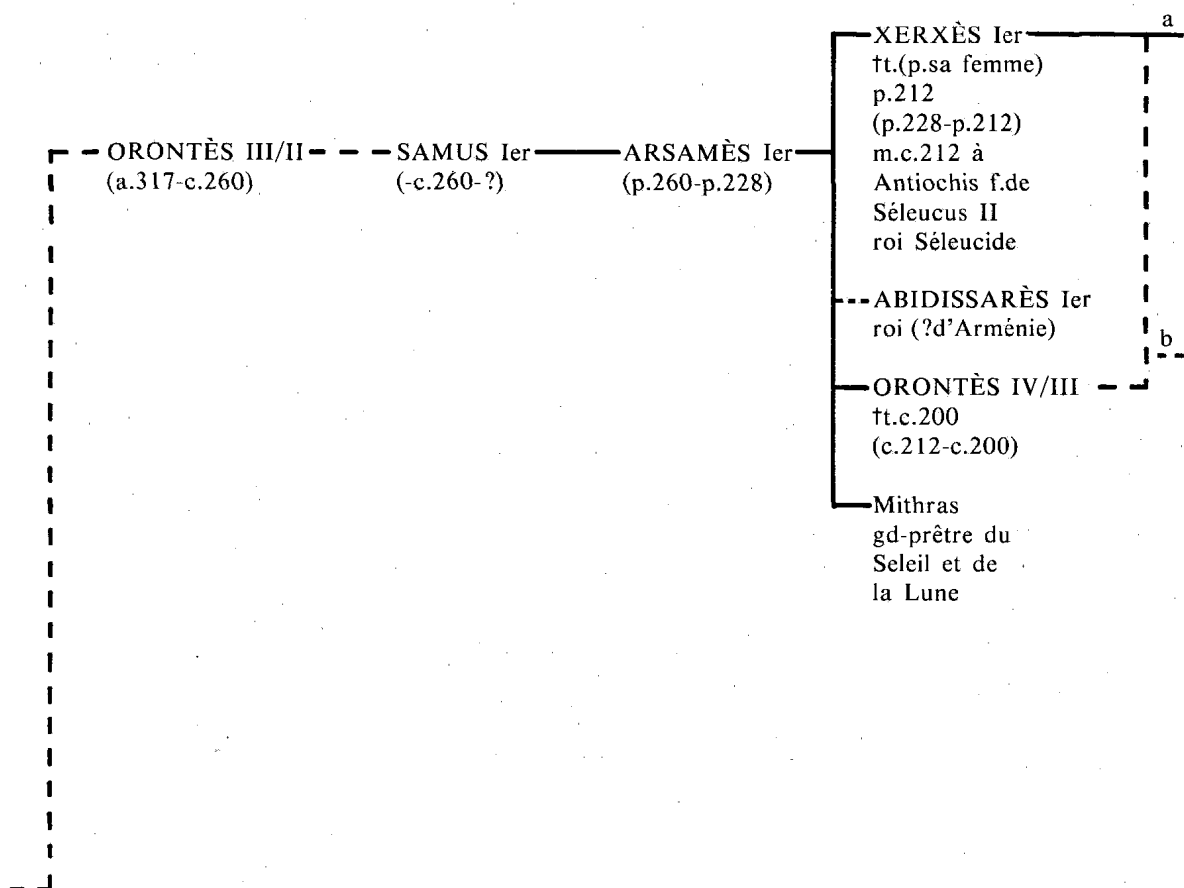 a
XERXÈS Ier
††t.(p.sa femme)
p.212
(p.228-p.212)
m.c.212 à
Antiochis f.de
Séleucus II
roi Séleucide
ORONTÈS III/II
(a.317-c.260)
SAMUS Ier
(-c.260-?)
ARSAMÈS Ier
(p.260-p.228)
ABIDISSARÈS Ier
roi (?d'Arménie)
b
ORONTÈS IV/III
†t.c.200
(c.212-c.200)
Mithras
gd-prêtre du
Seleil et de
la Lune